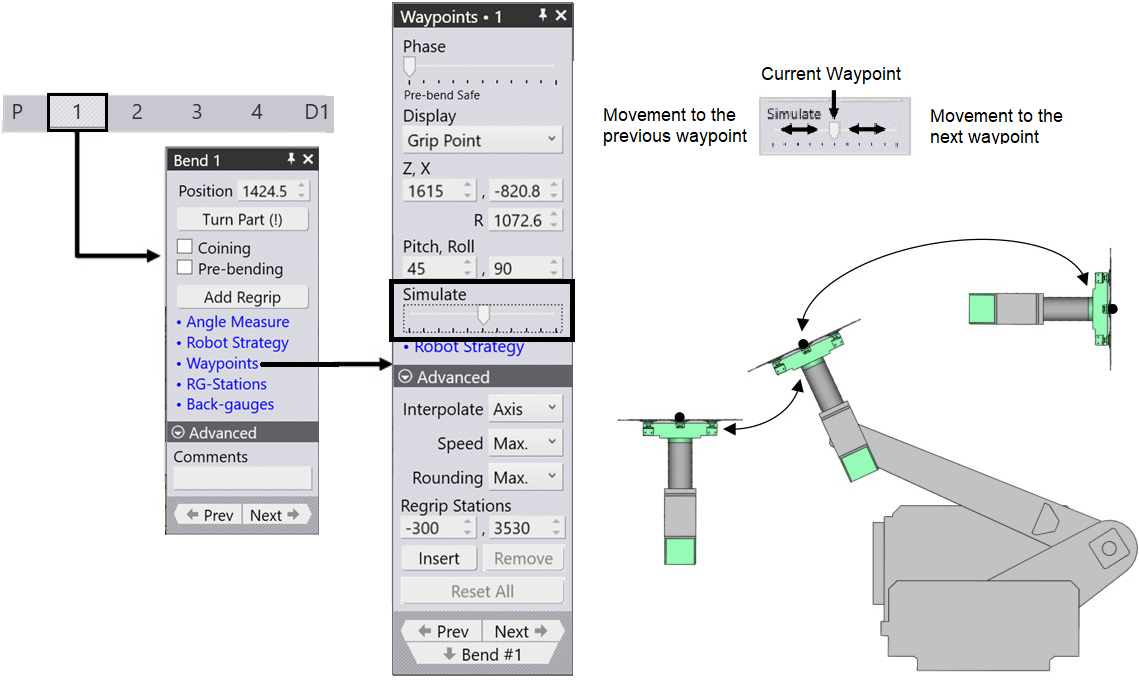 P 1 2 3 4 D1
Bend 1
Position 1424.5
Turn Part (!)
Coining
Pre-bending
Add Regrip
• Angle Measure
• Robot Strategy
• Waypoints
• RG-Stations
• Back-gauges
Advanced
Comments
Prev Next
Waypoints • 1
Phase
Pre-bend Safe
Display
Grip Point
Z, X
1615 , -820.8
R 1072.6
Pitch, Roll
45 , 90
Simulate
• Robot Strategy
Advanced
Interpolate Axis
Speed Max.
Rounding Max.
Regrip Stations
-300 , 3530
Insert Remove
Reset All
Prev Next
Bend #1
Current Waypoint
Movement to the
previous waypoint
Simulate
Movement to the
next waypoint